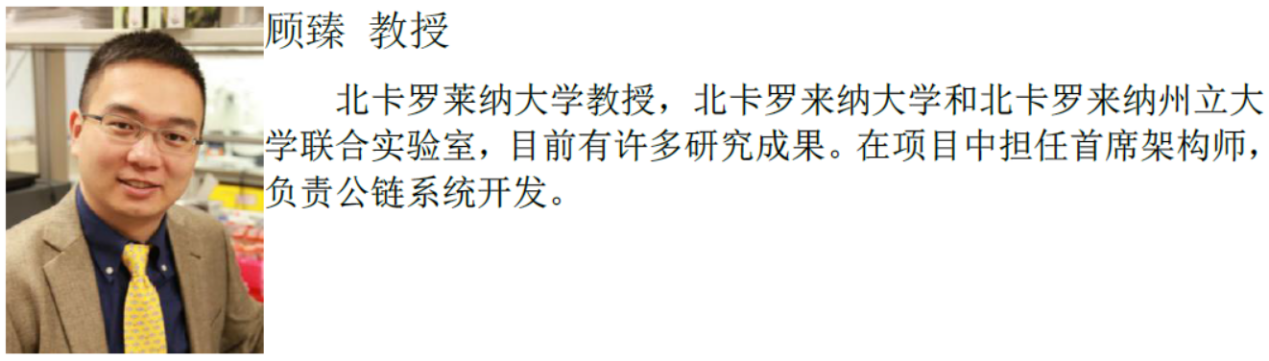 顾臻 教授
北卡罗莱纳大学教授，北卡罗来纳大学和北卡罗来纳州立大
学联合实验室，目前有许多研究成果。在项目中担任首席架构师，
负责公链系统开发。